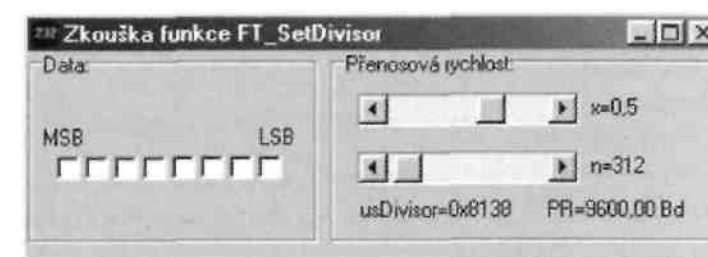 Zkouška funkce FT_SetDivisor
Data:
MSB LSB
Přenosová rychlost:
x=0,5
n=312
usDivisor=0x8138 PR=9600,00 Bd